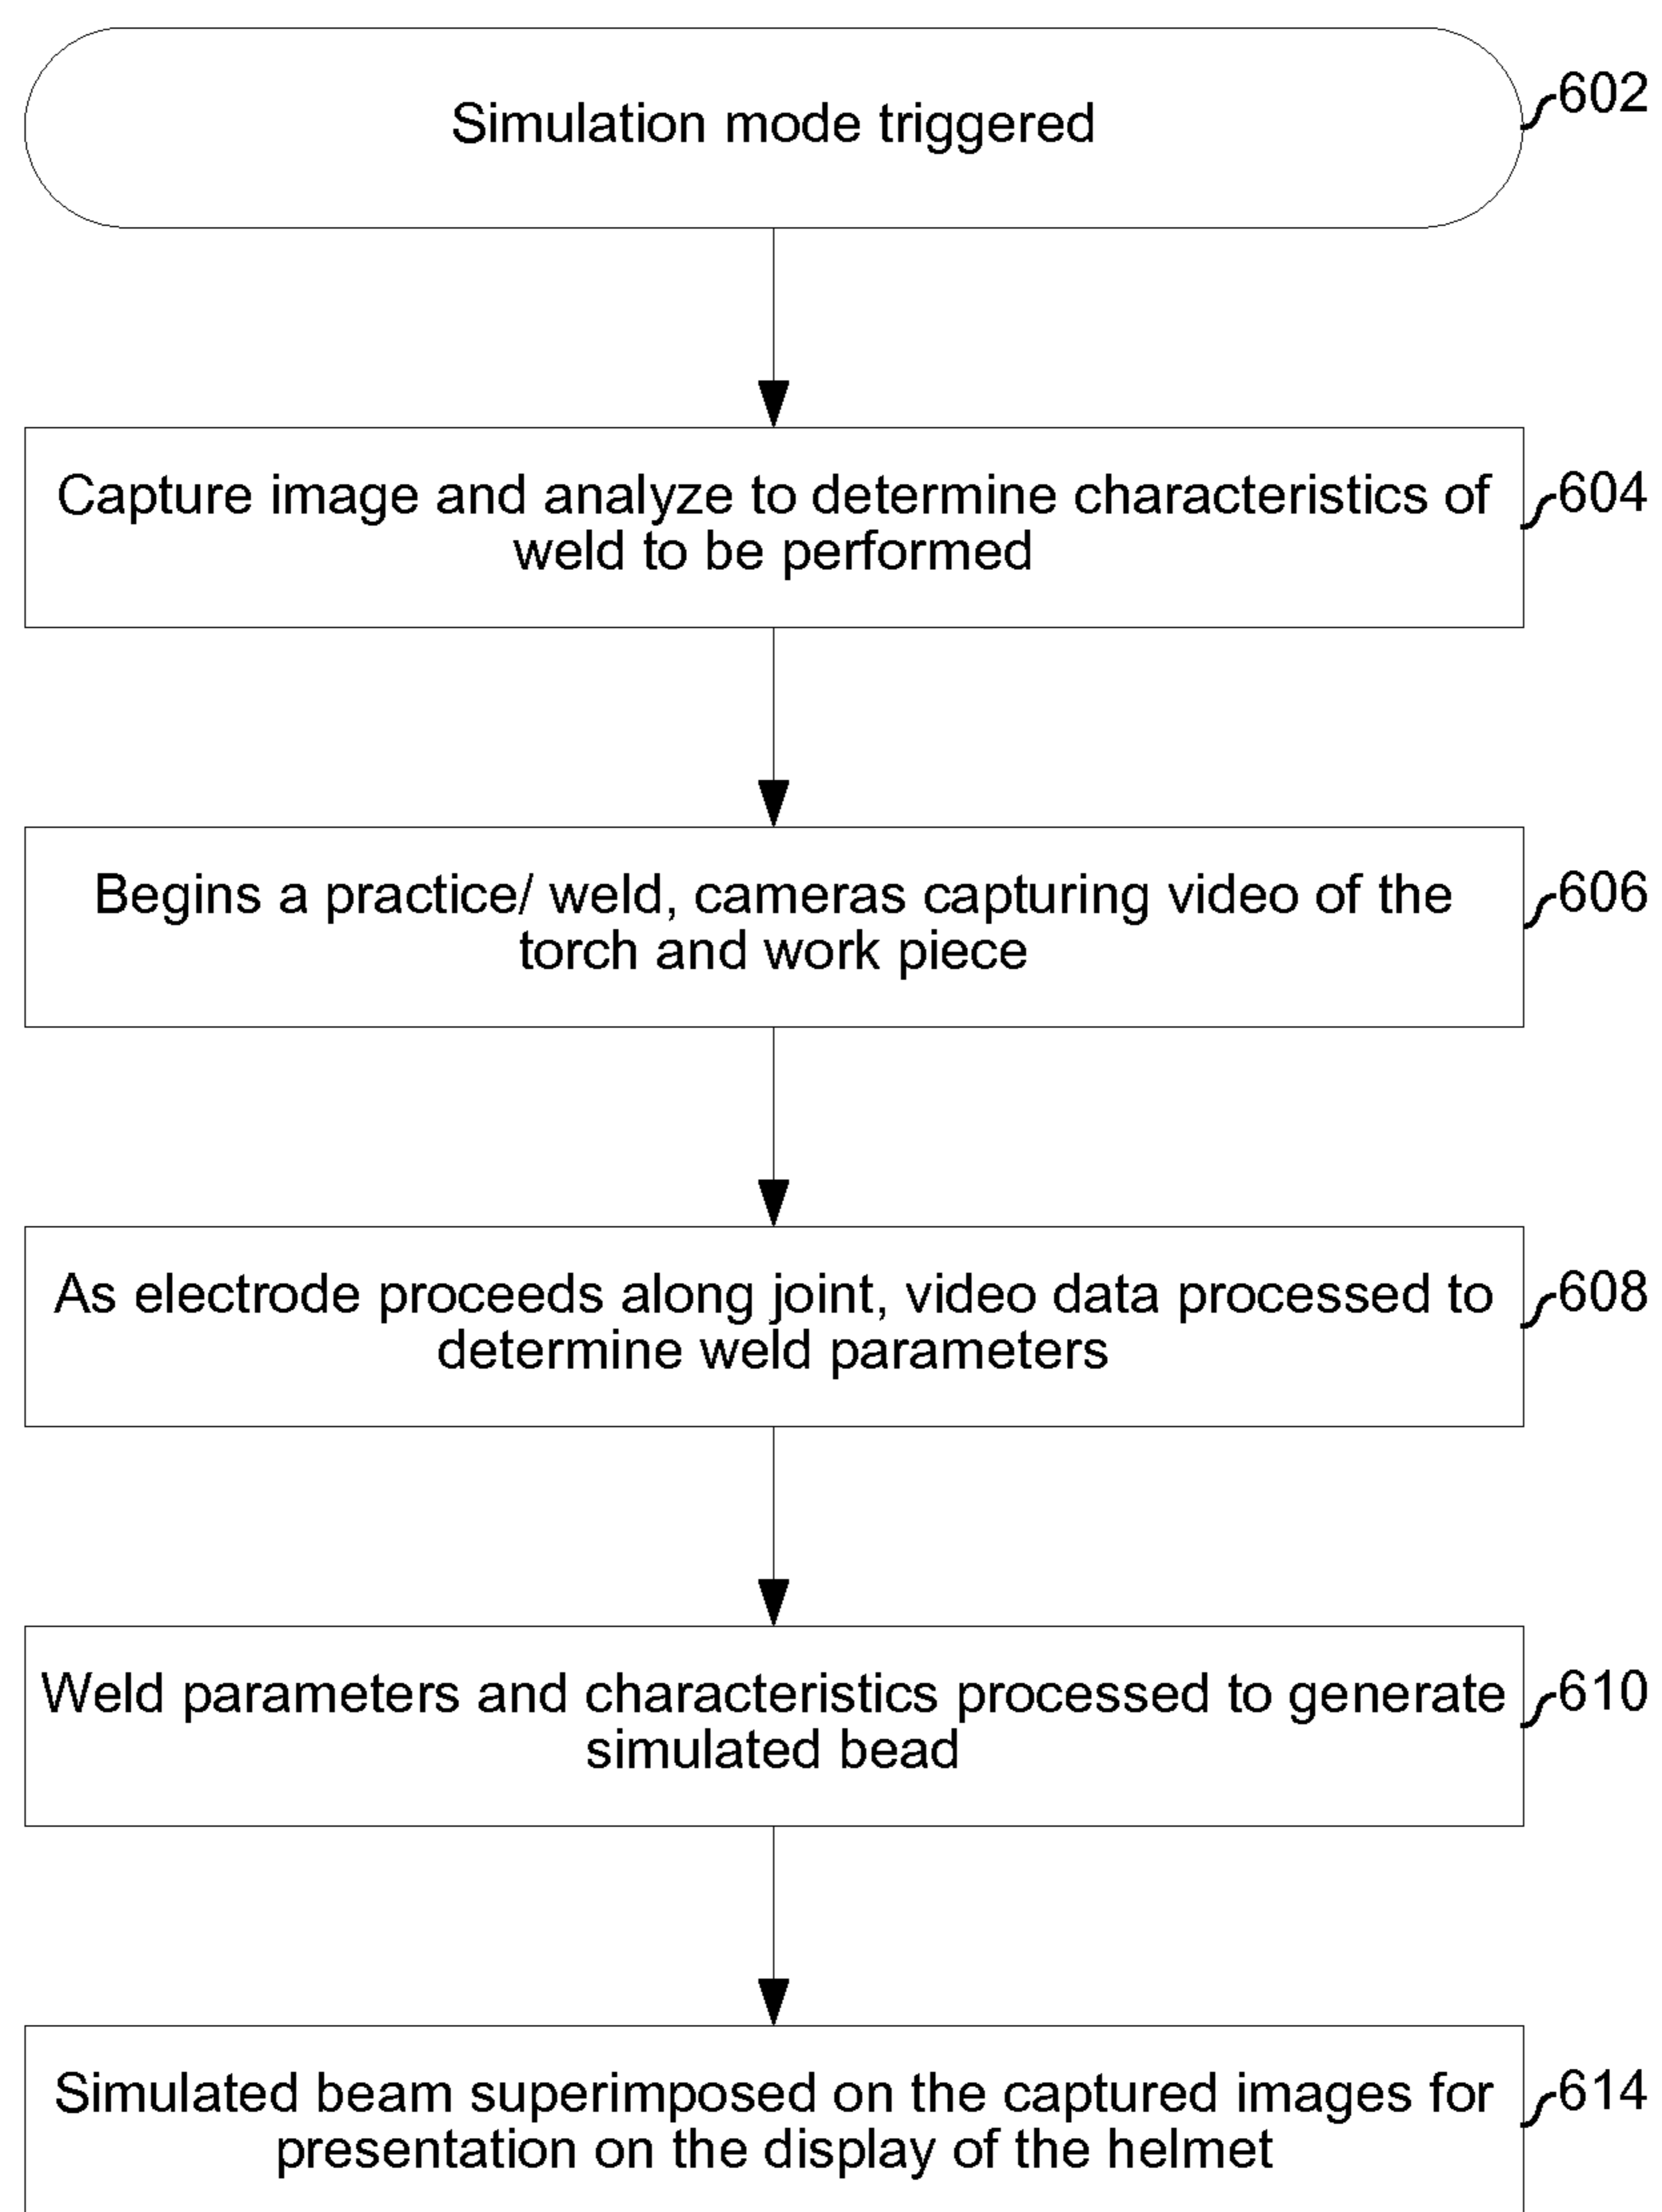 Simulation mode triggered
602
Capture image and analyze to determine characteristics of
weld to be performed
604
Begins a practice/ weld, cameras capturing video of the
torch and work piece
606
As electrode proceeds along joint, video data processed to
determine weld parameters
608
Weld parameters and characteristics processed to generate
simulated bead
610
Simulated beam superimposed on the captured images for
presentation on the display of the helmet
614